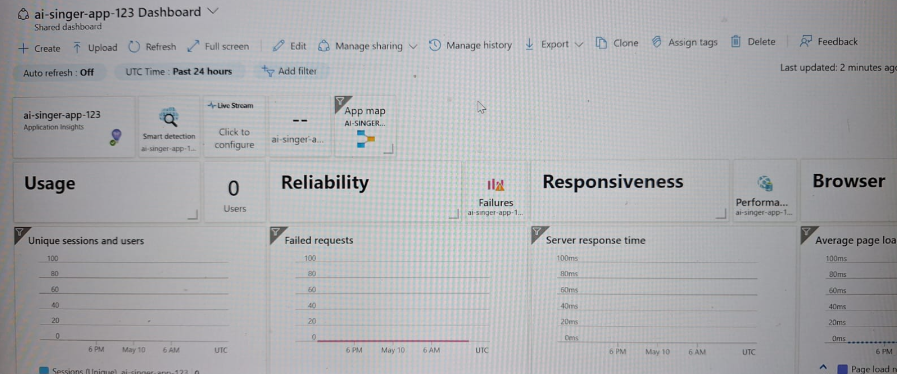 ai-singer-app-123 Dashboard
Shared dashboard
Create Upload Refresh Full screen Edit Manage sharing Manage history Export Clone Assign tags Delete Feedback
Auto refresh : Off UTC Time : Past 24 hours Add filter Last updated: 2 minutes ago
ai-singer-app-123
Application Insights
Smart detection
ai-singer-app-1...
Live Stream
Click to
configure
--
ai-singer-a...
App map
AI-SINGER...
Usage
0
Users
Reliability
Failures
ai-singer-app-1...
Responsiveness
Performa...
ai-singer-app-1...
Browser
Unique sessions and users
100
80
60
40
20
0
6 PM May 10 6 AM UTC
Sessions (Unique) ai-singer-app-123 0
Failed requests
100
80
60
40
20
0
6 PM May 10 6 AM UTC
Server response time
100ms
80ms
60ms
40ms
20ms
0ms
6 PM May 10 6 AM UTC
Average page loa
100ms
80ms
60ms
40ms
20ms
0ms
6 PM
Page load n